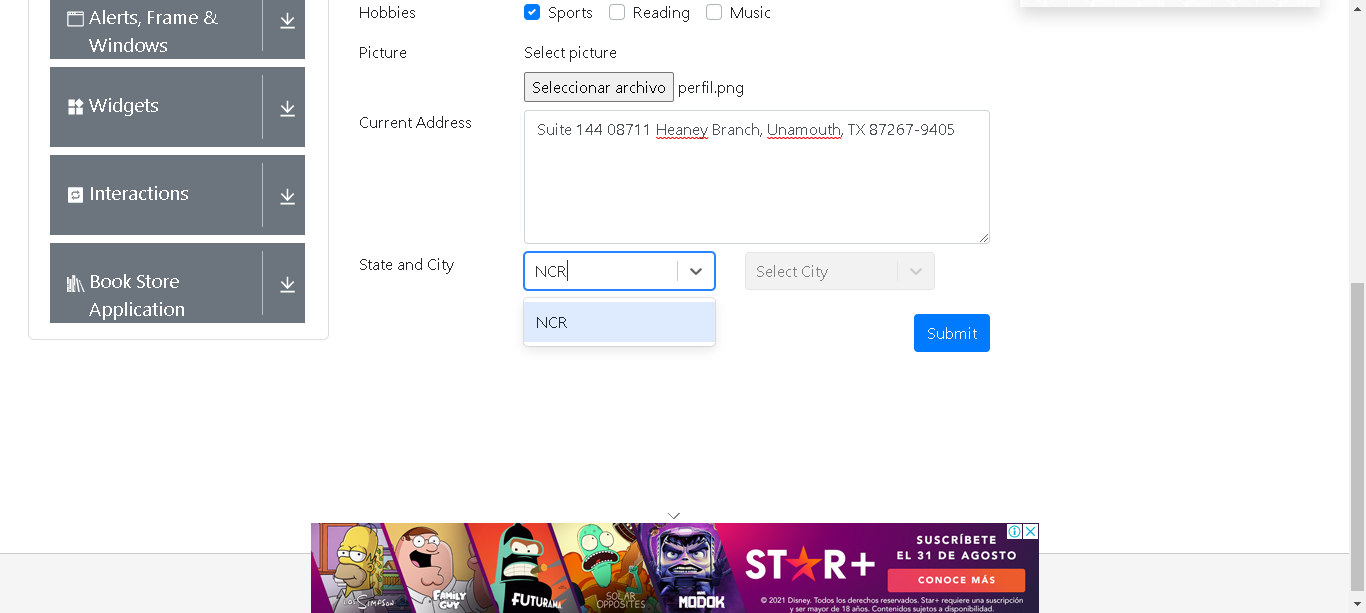 Alerts, Frame &
Windows
Widgets
Interactions
Book Store
Application
Hobbies
Sports
Reading
Music
Picture
Select picture
Seleccionar archivo perfil.png
Current Address
Suite 144 08711 Heaney Branch, Unamouth, TX 87267-9405
State and City
NCR
Select City
NCR
Submit
LOS SIMPSON
FAMILY
GUY
FUTURAMA
SOLAR
OPPOSITES
MODOK
STAR+
SUSCRÍBETE
EL 31 DE AGOSTO
CONOCE MÁS
© 2021 Disney. Todos los derechos reservados. Star+ requiere una suscripción
y ser mayor de 18 años. Contenidos sujetos a disponibilidad.